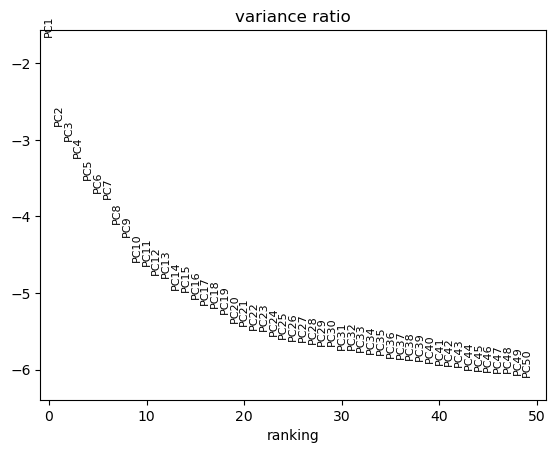 variance ratio
−2
−3
−4
−5
−6
PC1
PC2
PC3
PC4
PC5
PC6
PC7
PC8
PC9
PC10
PC11
PC12
PC13
PC14
PC15
PC16
PC17
PC18
PC19
PC20
PC21
PC22
PC23
PC24
PC25
PC26
PC27
PC28
PC29
PC30
PC31
PC32
PC33
PC34
PC35
PC36
PC37
PC38
PC39
PC40
PC41
PC42
PC43
PC44
PC45
PC46
PC47
PC48
PC49
PC50
0 10 20 30 40 50
ranking